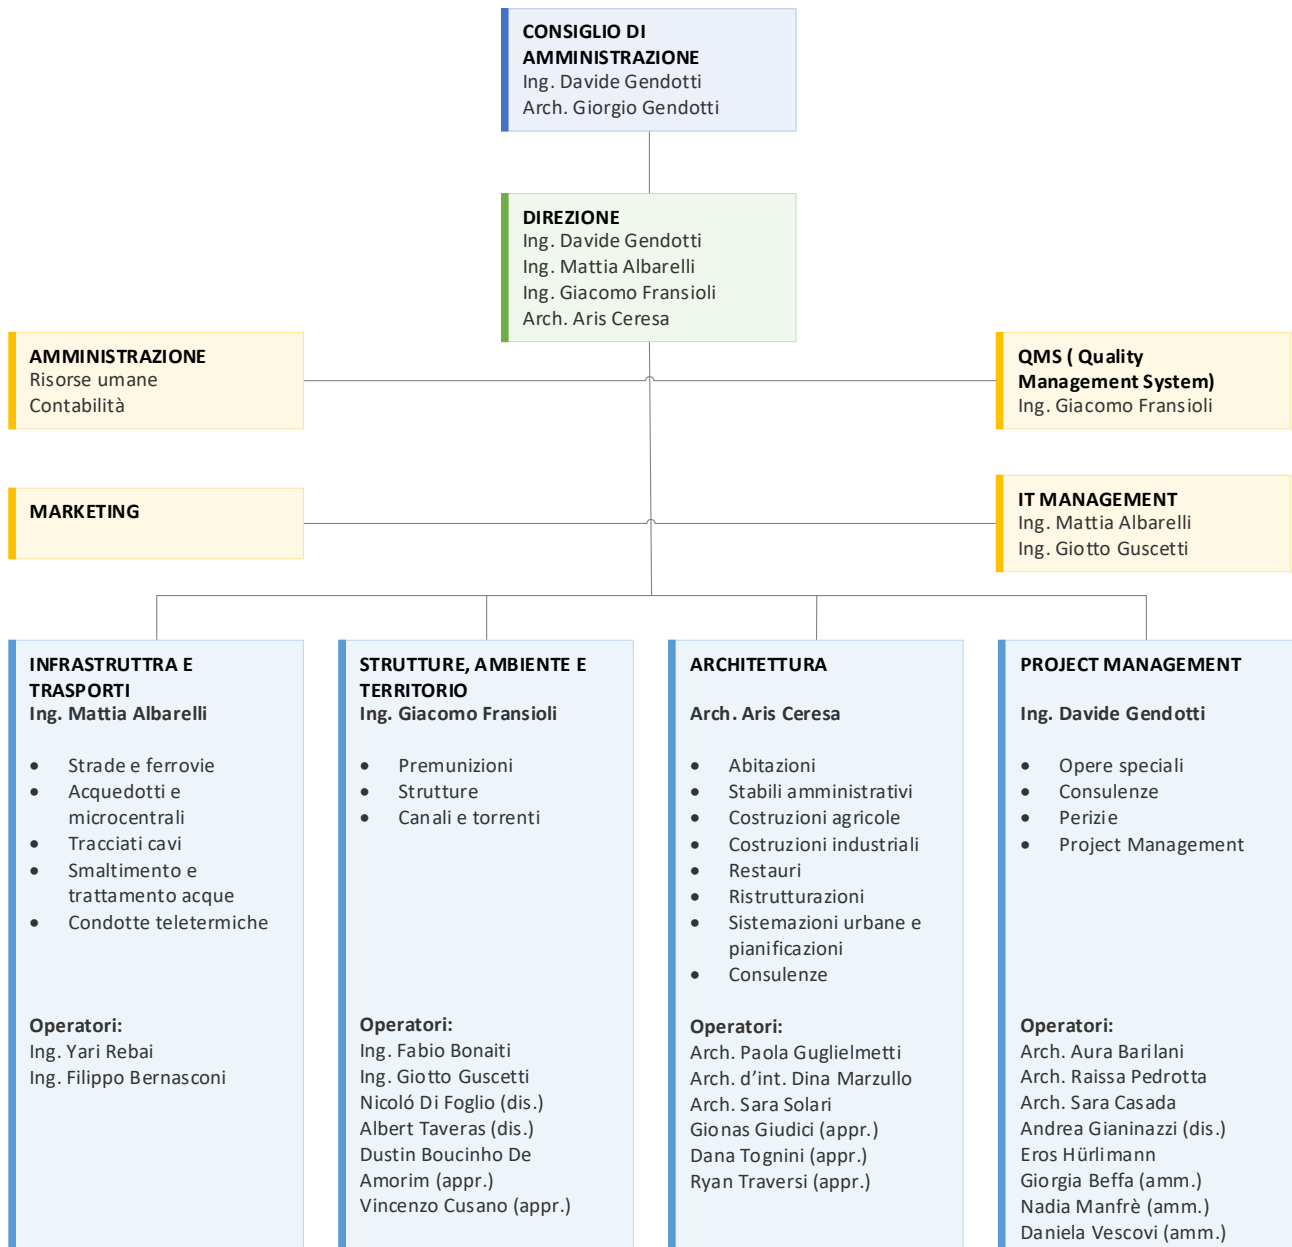 CONSIGLIO DI
AMMINISTRAZIONE
Ing. Davide Gendotti
Arch. Giorgio Gendotti
DIREZIONE
Ing. Davide Gendotti
Ing. Mattia Albarelli
Ing. Giacomo Fransioli
Arch. Aris Ceresa
AMMINISTRAZIONE
Risorse umane
Contabilità
QMS ( Quality
Management System)
Ing. Giacomo Fransioli
MARKETING
IT MANAGEMENT
Ing. Mattia Albarelli
Ing. Giotto Guscetti
INFRASTRUTTRA E
TRASPORTI
Ing. Mattia Albarelli
• Strade e ferrovie
• Acquedotti e
microcentrali
• Tracciati cavi
• Smaltimento e
trattamento acque
• Condotte teletermiche
Operatori:
Ing. Yari Rebai
Ing. Filippo Bernasconi
STRUTTURE, AMBIENTE E
TERRITORIO
Ing. Giacomo Fransioli
• Premunizioni
• Strutture
• Canali e torrenti
Operatori:
Ing. Fabio Bonaiti
Ing. Giotto Guscetti
Nicoló Di Foglio (dis.)
Albert Taveras (dis.)
Dustin Boucinho De
Amorim (appr.)
Vincenzo Cusano (appr.)
ARCHITETTURA
Arch. Aris Ceresa
• Abitazioni
• Stabili amministrativi
• Costruzioni agricole
• Costruzioni industriali
• Restauri
• Ristrutturazioni
• Sistemazioni urbane e
pianificazioni
• Consulenze
Operatori:
Arch. Paola Guglielmetti
Arch. d’int. Dina Marzullo
Arch. Sara Solari
Gionas Giudici (appr.)
Dana Tognini (appr.)
Ryan Traversi (appr.)
PROJECT MANAGEMENT
Ing. Davide Gendotti
• Opere speciali
• Consulenze
• Perizie
• Project Management
Operatori:
Arch. Aura Barilani
Arch. Raissa Pedrotta
Arch. Sara Casada
Andrea Gianinazzi (dis.)
Eros Hürlimann
Giorgia Beffa (amm.)
Nadia Manfrè (amm.)
Daniela Vescovi (amm.)